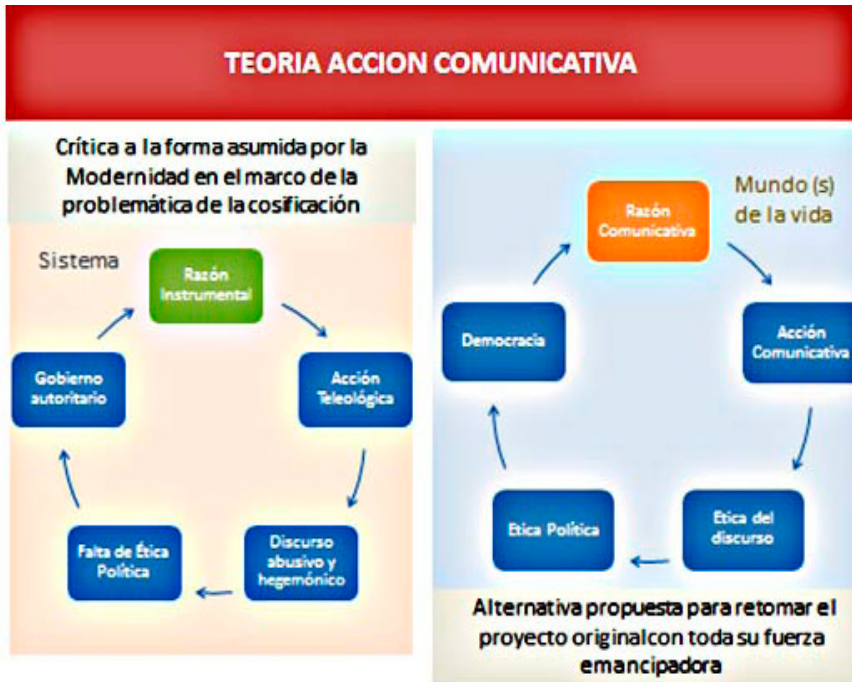 TEORIA ACCION COMUNICATIVA
Crítica a la forma asumida por la
Modernidad en el marco de la
problemática de la cosificación
Sistema
Razón
Instrumental
Acción
Teleológica
Discurso
abusivo y
hegemónico
Falta de Ética
Política
Gobierno
autoritario
Mundo (s)
de la vida
Razón
Comunicativa
Acción
Comunicativa
Etica del
discurso
Etica Política
Democracia
Alternativa propuesta para retomar el
proyecto originalcon toda su fuerza
emancipadora